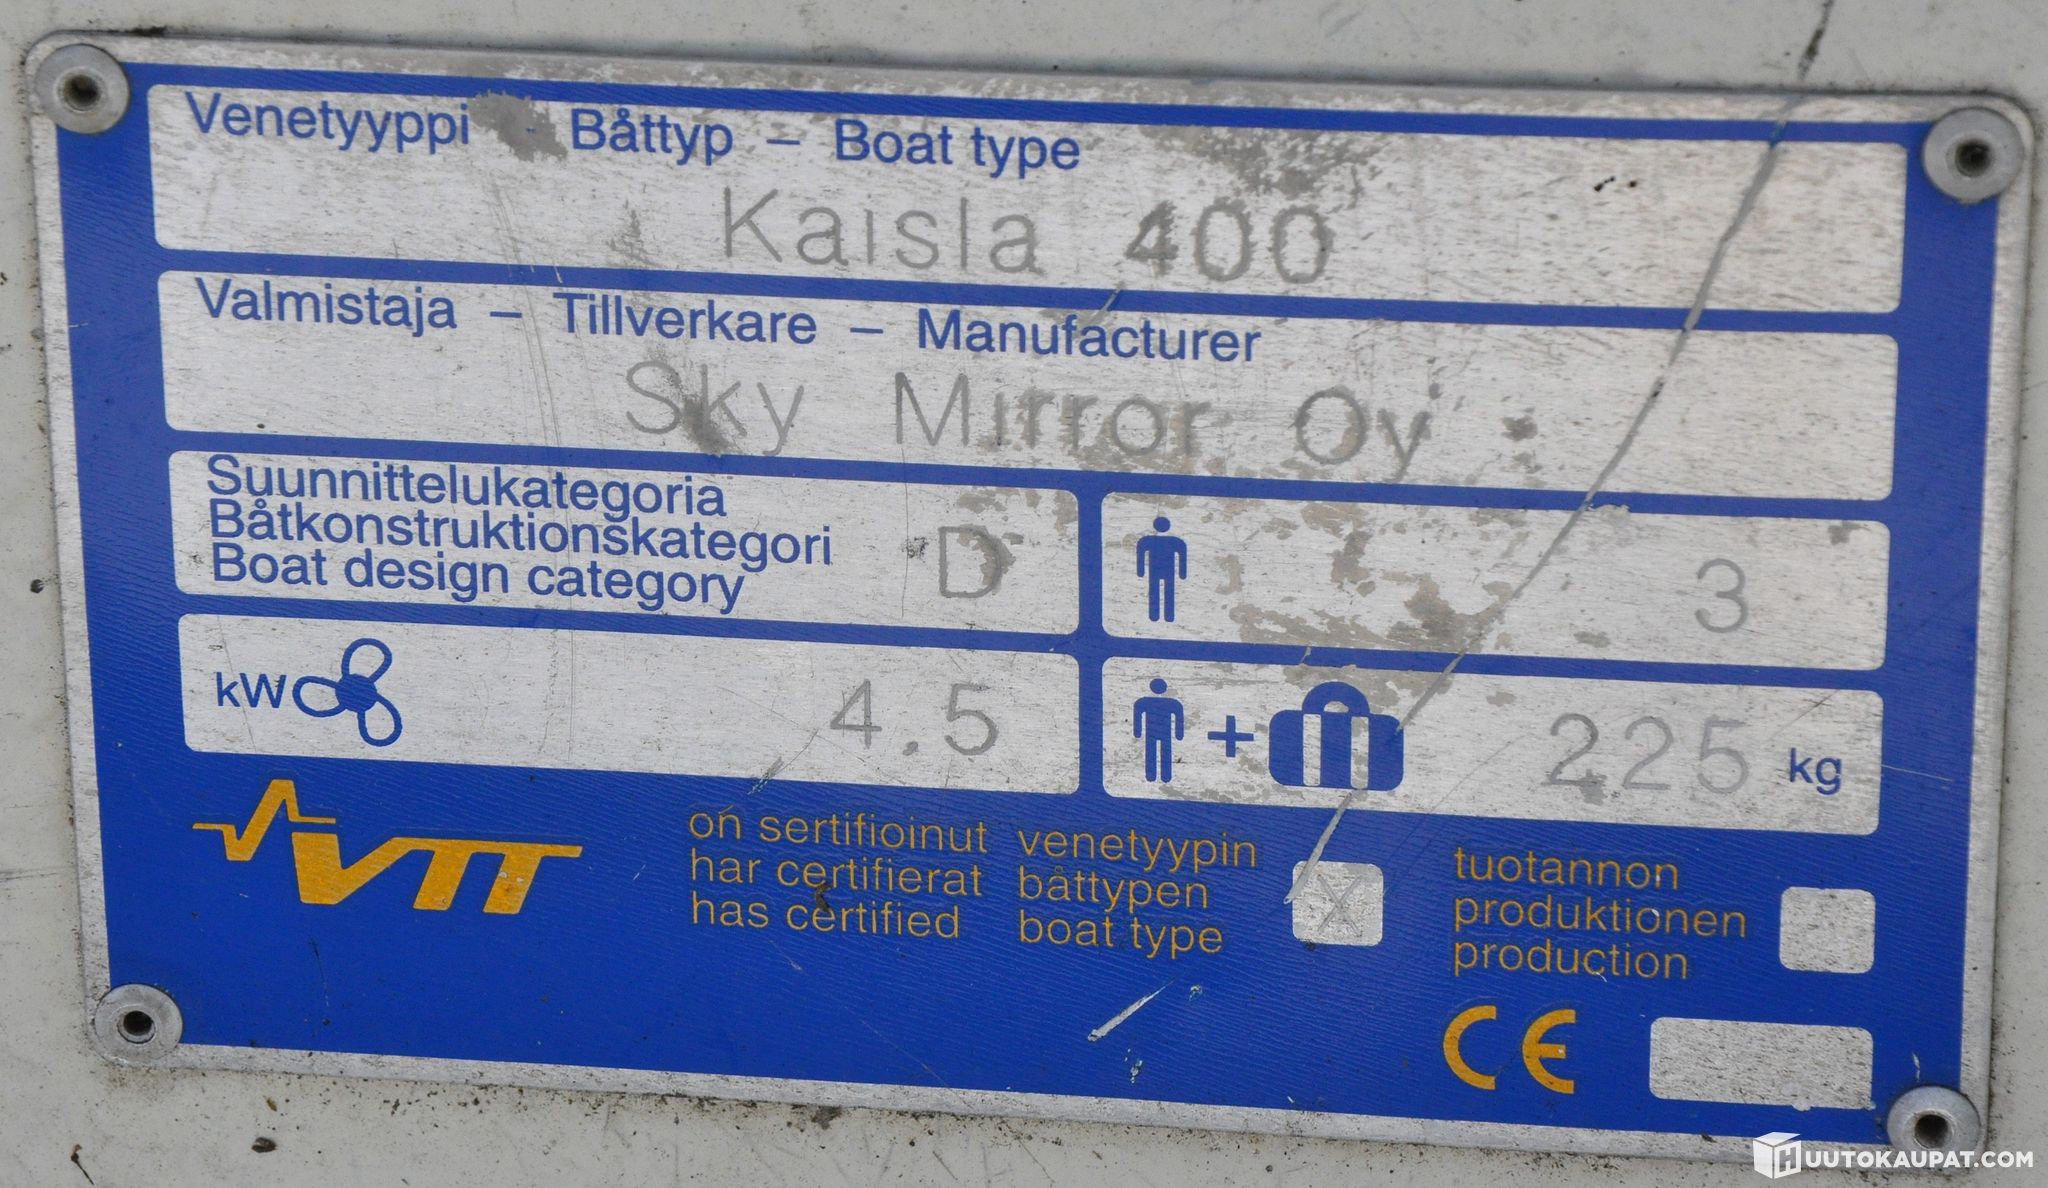 Venetyyppi - Båttyp – Boat type
Kaisla 400
Valmistaja – Tillverkare – Manufacturer
Sky Mirror Oy
Suunnittelukategoria
Båtkonstruktionskategori
Boat design category
D
3
kW
4.5
+
225 kg
VTT
on sertifioinut venetyypin
har certifierat båttypen
has certified boat type
X
tuotannon
produktionen
production
CE
HUUTOKAUPAT.COM